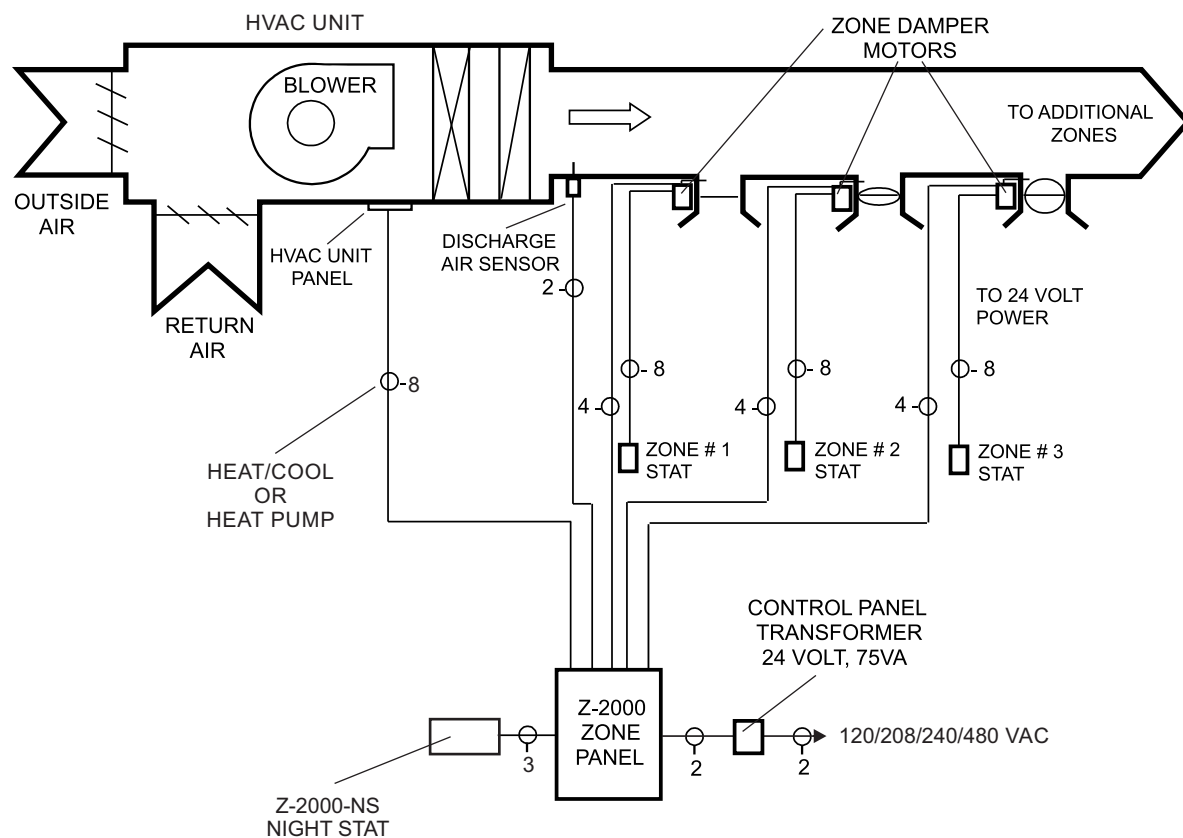 HVAC UNIT
ZONE DAMPER
MOTORS
BLOWER
TO ADDITIONAL
ZONES
OUTSIDE
AIR
HVAC UNIT
PANEL
DISCHARGE
AIR SENSOR
RETURN
AIR
2
TO 24 VOLT
POWER
8
8
8
8
4
4
4
ZONE # 1
STAT
ZONE # 2
STAT
ZONE # 3
STAT
HEAT/COOL
OR
HEAT PUMP
CONTROL PANEL
TRANSFORMER
24 VOLT, 75VA
Z-2000
ZONE
PANEL
120/208/240/480 VAC
3
2
2
Z-2000-NS
NIGHT STAT